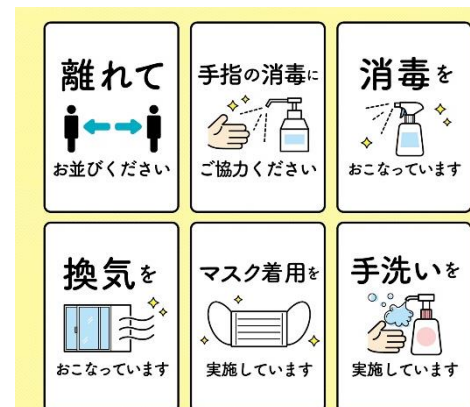 離れて
お並びください
手指の消毒に
ご協力ください
消毒を
おこなっています
換気を
おこなっています
マスク着用を
実施しています
手洗いを
実施しています